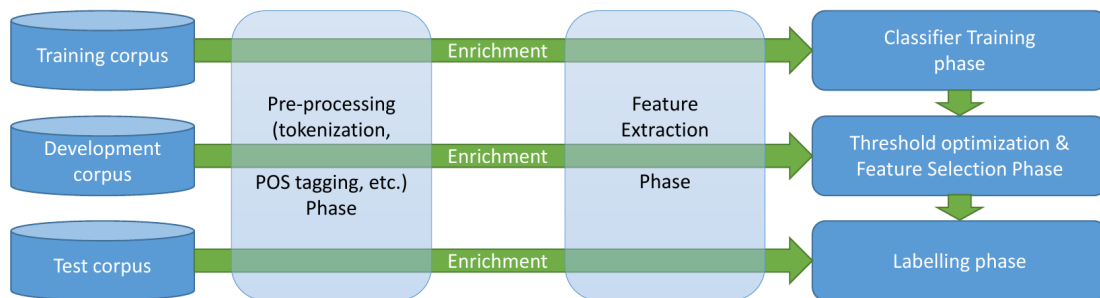 Training corpus
Enrichment
Classifier Training
phase
Pre-processing
(tokenization,
POS tagging, etc.)
Phase
Feature
Extraction
Phase
Development
corpus
Enrichment
Threshold optimization &
Feature Selection Phase
Test corpus
Enrichment
Labelling phase